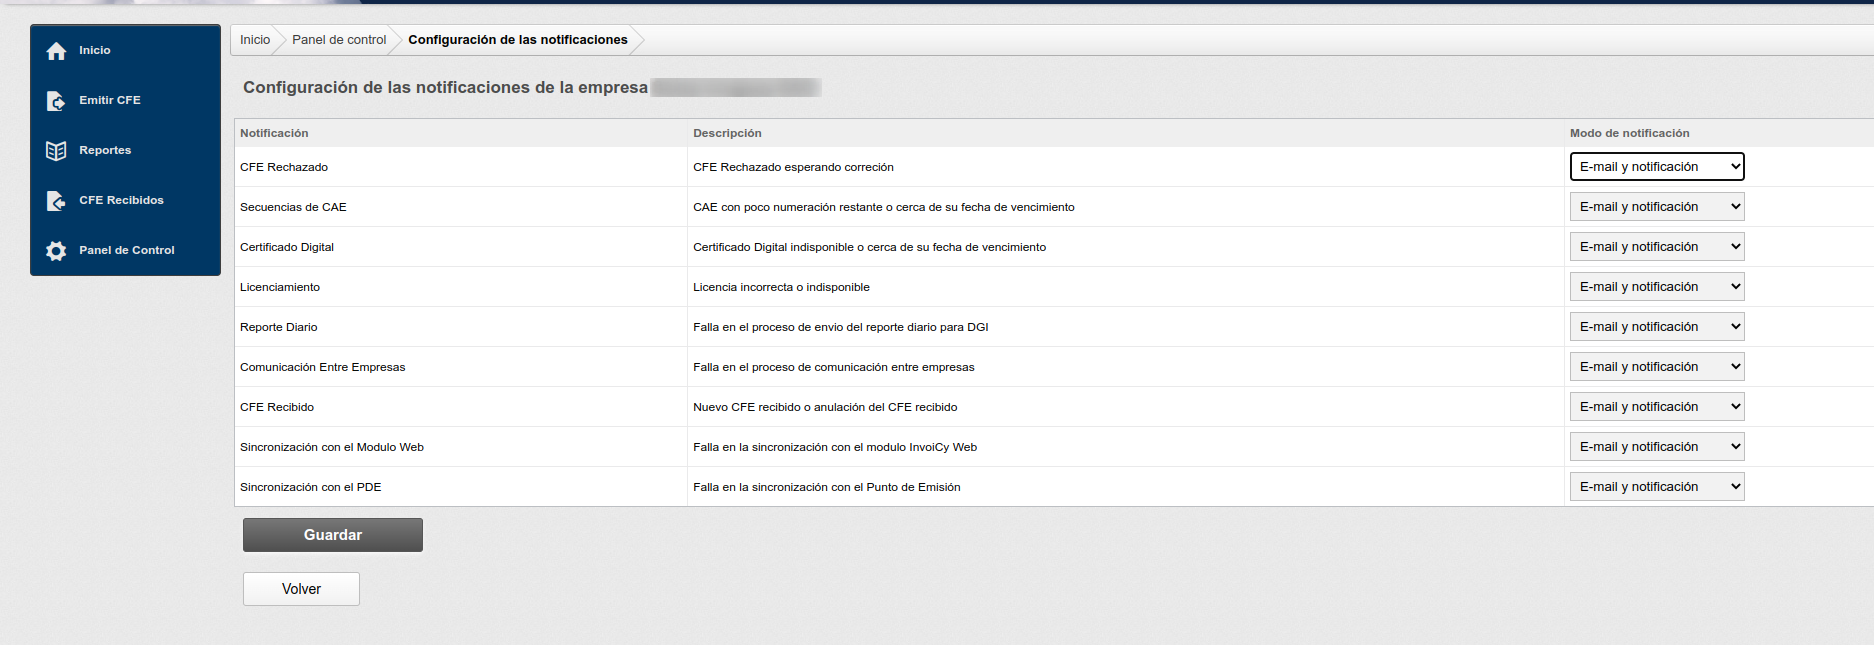 Inicio
Emitir CFE
Reportes
CFE Recibidos
Panel de Control
Inicio Panel de control Configuración de las notificaciones
Configuración de las notificaciones de la empresa
Notificación Descripción Modo de notificación
CFE Rechazado CFE Rechazado esperando correción E-mail y notificación
Secuencias de CAE CAE con poco numeración restante o cerca de su fecha de vencimiento E-mail y notificación
Certificado Digital Certificado Digital indisponible o cerca de su fecha de vencimiento E-mail y notificación
Licenciamiento Licencia incorrecta o indisponible E-mail y notificación
Reporte Diario Falla en el proceso de envio del reporte diario para DGI E-mail y notificación
Comunicación Entre Empresas Falla en el proceso de comunicación entre empresas E-mail y notificación
CFE Recibido Nuevo CFE recibido o anulación del CFE recibido E-mail y notificación
Sincronización con el Modulo Web Falla en la sincronización con el modulo InvoiCy Web E-mail y notificación
Sincronización con el PDE Falla en la sincronización con el Punto de Emisión E-mail y notificación
Guardar
Volver